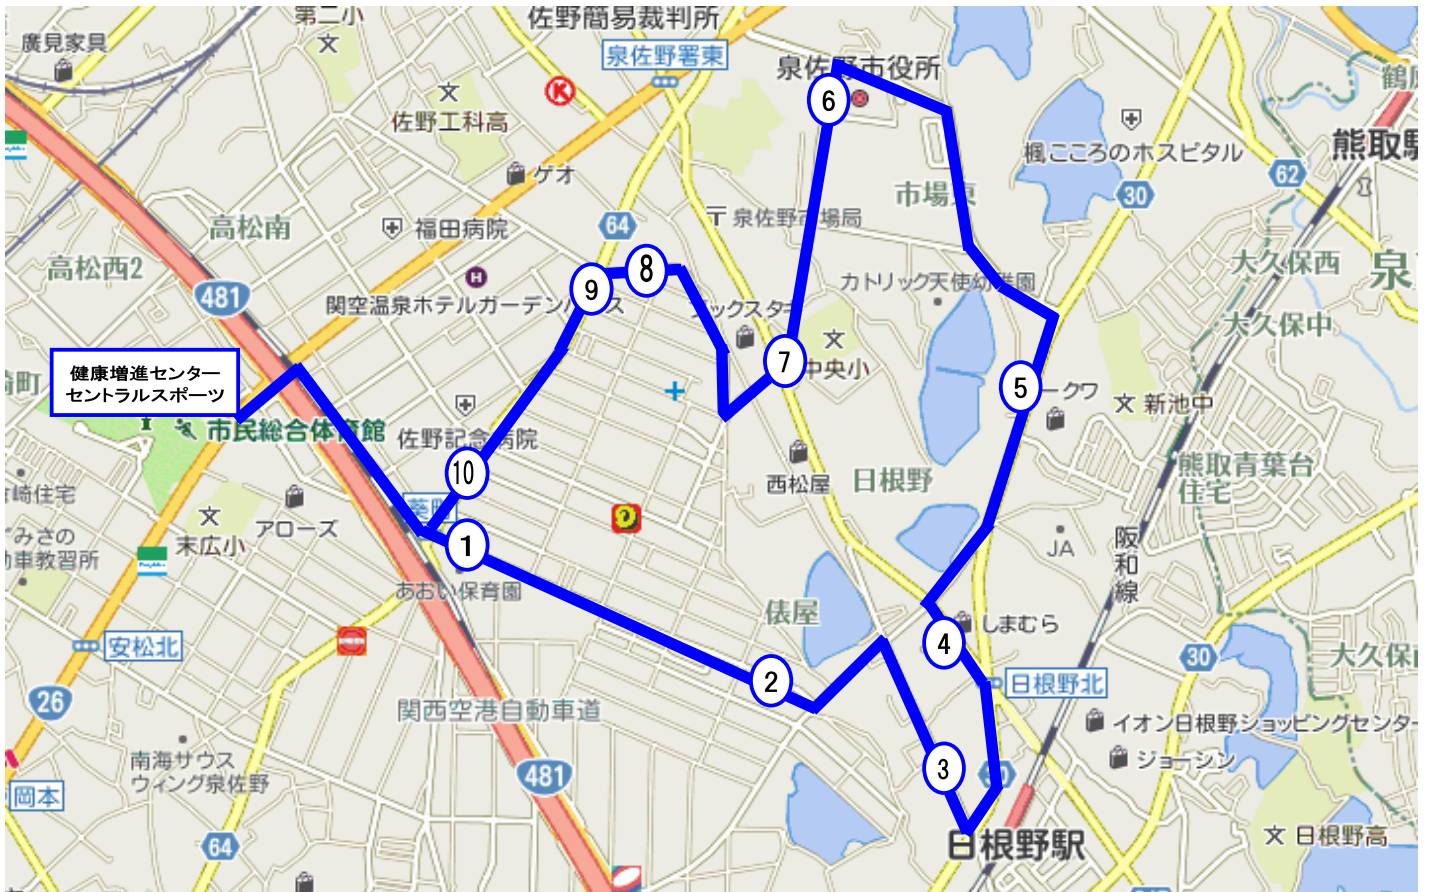 第二小
佐野簡易裁判所
廣見家具
泉佐野署東
泉佐野市役所
6
佐野工科高
楓こころのホスピタル
熊取駅
62
30
ゲオ
市場東
64
〒泉佐野市場局
高松南
福田病院
高松西2
大久保西
泉
8
カトリック天使幼稚園
481
9
関空温泉ホテルガーデンパレス
大久保中
健康増進センター
セントラルスポーツ
7
中央小
5
新池中
市民総合体育館
佐野記念病院
10
西松屋
日根野
熊取青葉台
住宅
崎住宅
葵町
アローズ
末広小
1
JA
阪和線
みさの
動車教習所
あおい保育園
俵屋
しまむら
4
安松北
2
30
日根野北
26
関西空港自動車道
イオン日根野ショッピングセンター
南海サウス
ウィング泉佐野
481
3
ジョーシン
岡本
64
日根野駅
日根野高